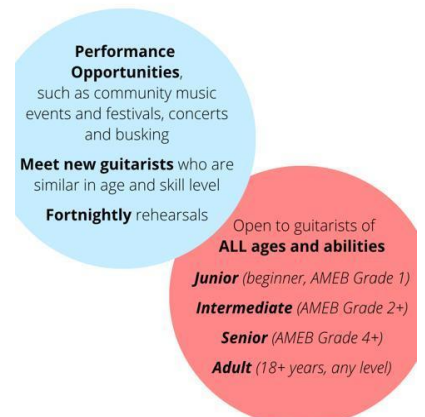 Performance
Opportunities,
such as community music
events and festivals, concerts
and busking
Meet new guitarists who are
similar in age and skill level
Fortnightly rehearsals
Open to guitarists of
ALL ages and abilities
Junior (beginner, AMEB Grade 1)
Intermediate (AMEB Grade 2+)
Senior (AMEB Grade 4+)
Adult (18+ years, any level)